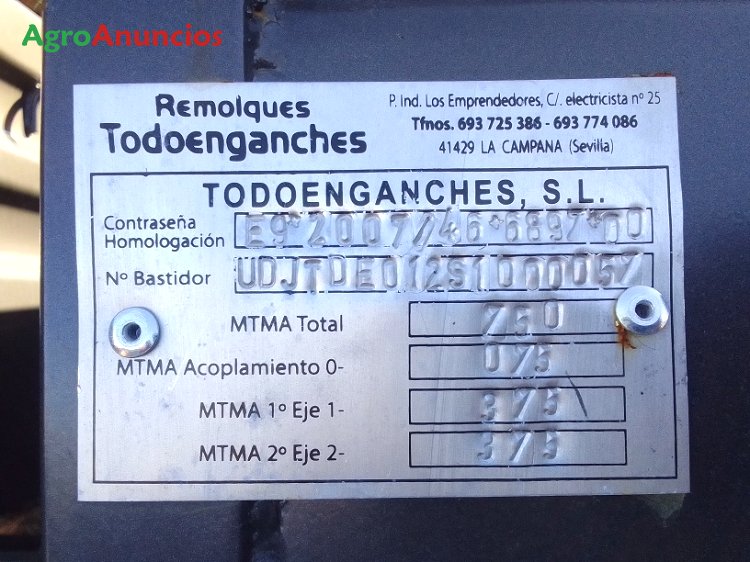 AgroAnuncios
Remolques
Todoenganches
P. Ind. Los Emprendedores, C/. electricista nº 25
Tfnos. 693 725 386 - 693 774 086
41429 LA CAMPANA (Sevilla)
TODOENGANCHES, S.L.
Contraseña
Homologación E9*2007/46*6897*00
Nº Bastidor UDJTDE012S1000057
MTMA Total 750
MTMA Acoplamiento 0- 075
MTMA 1º Eje 1- 375
MTMA 2º Eje 2- 375